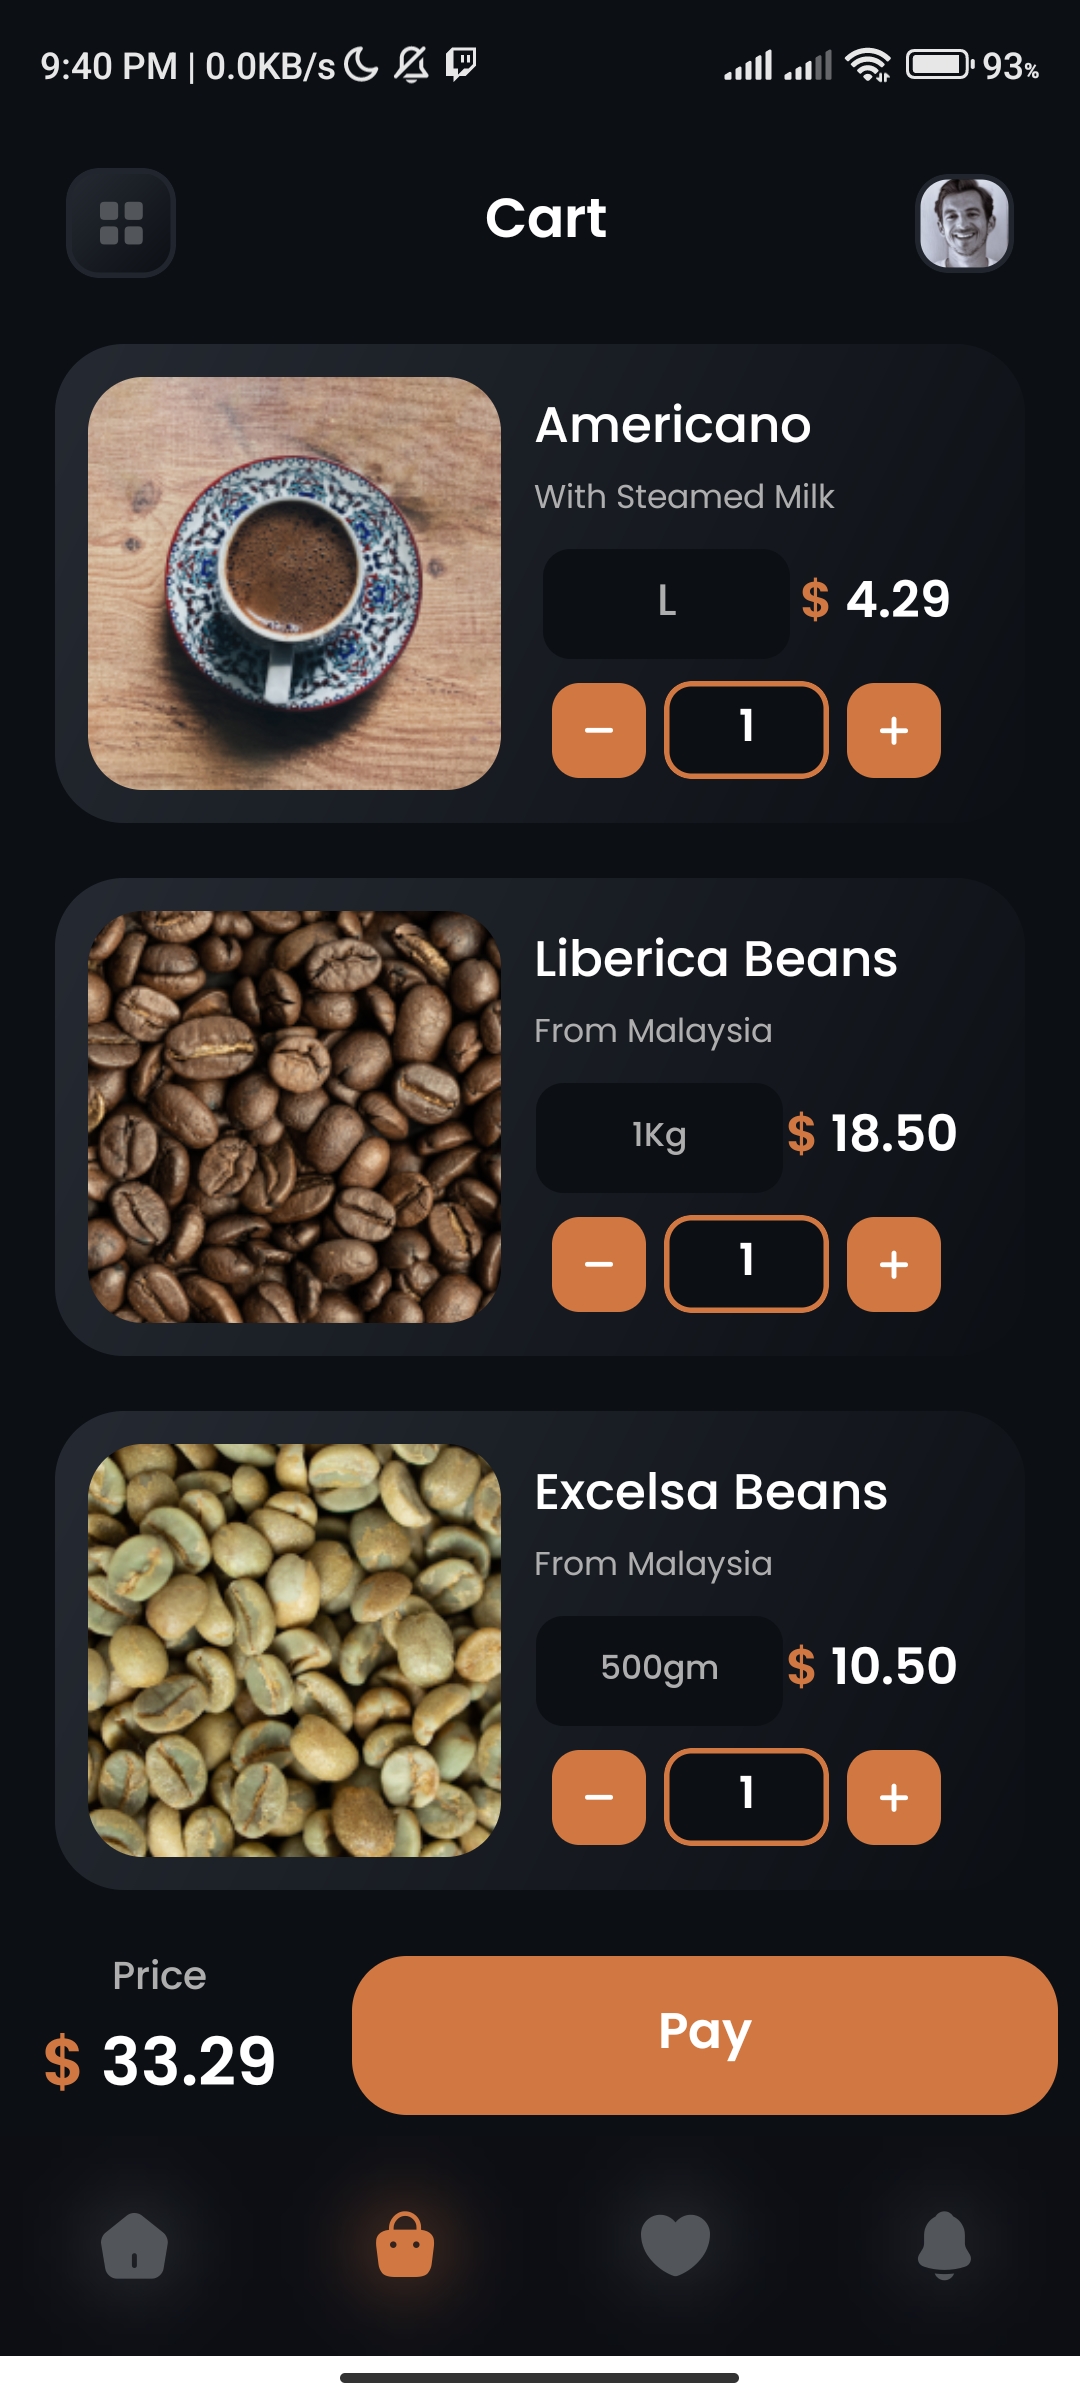 9:40 PM | 0.0KB/s 93%
Cart
Americano
With Steamed Milk
L $ 4.29
1
Liberica Beans
From Malaysia
1Kg $ 18.50
1
Excelsa Beans
From Malaysia
500gm $ 10.50
1
Price
$ 33.29
Pay